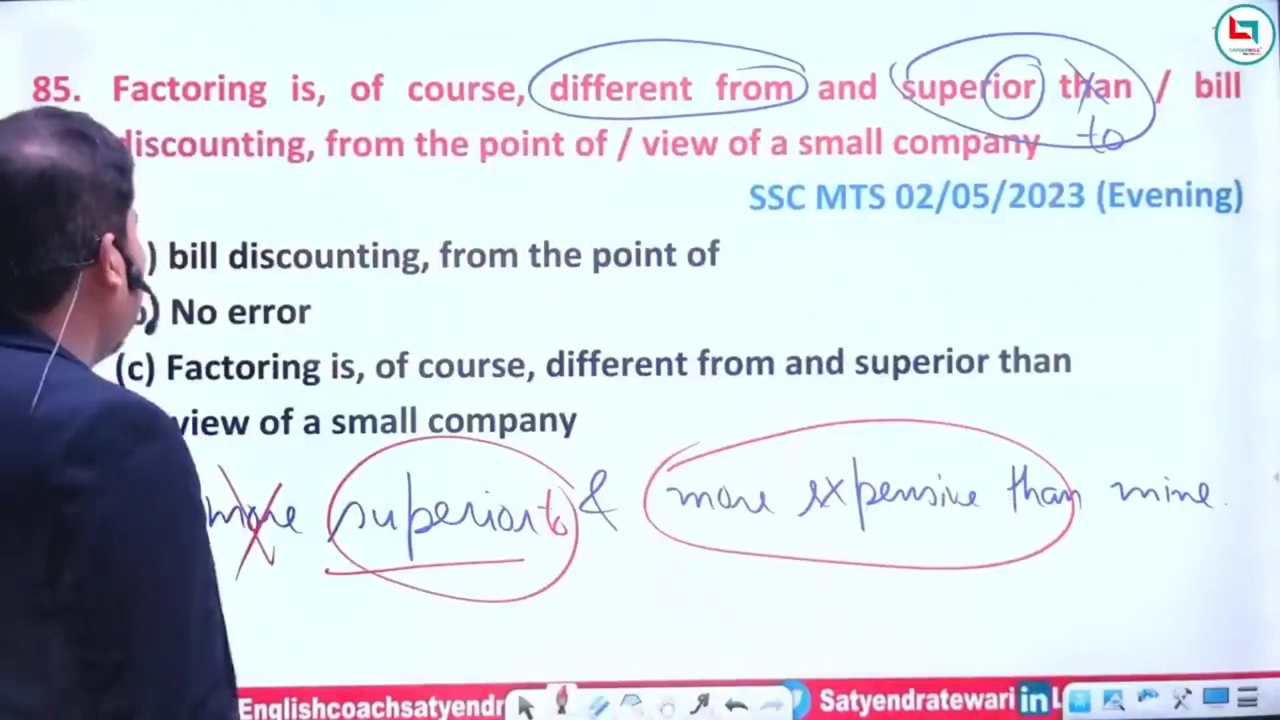 85. Factoring is, of course, different from and superior than / bill
to
discounting, from the point of / view of a small company
SSC MTS 02/05/2023 (Evening)
) bill discounting, from the point of
) No error
(c) Factoring is, of course, different from and superior than
view of a small company
more superior to & more expensive than mine.
Englishcoachsatyendr
Satyendratewari in L
CAREERWILL